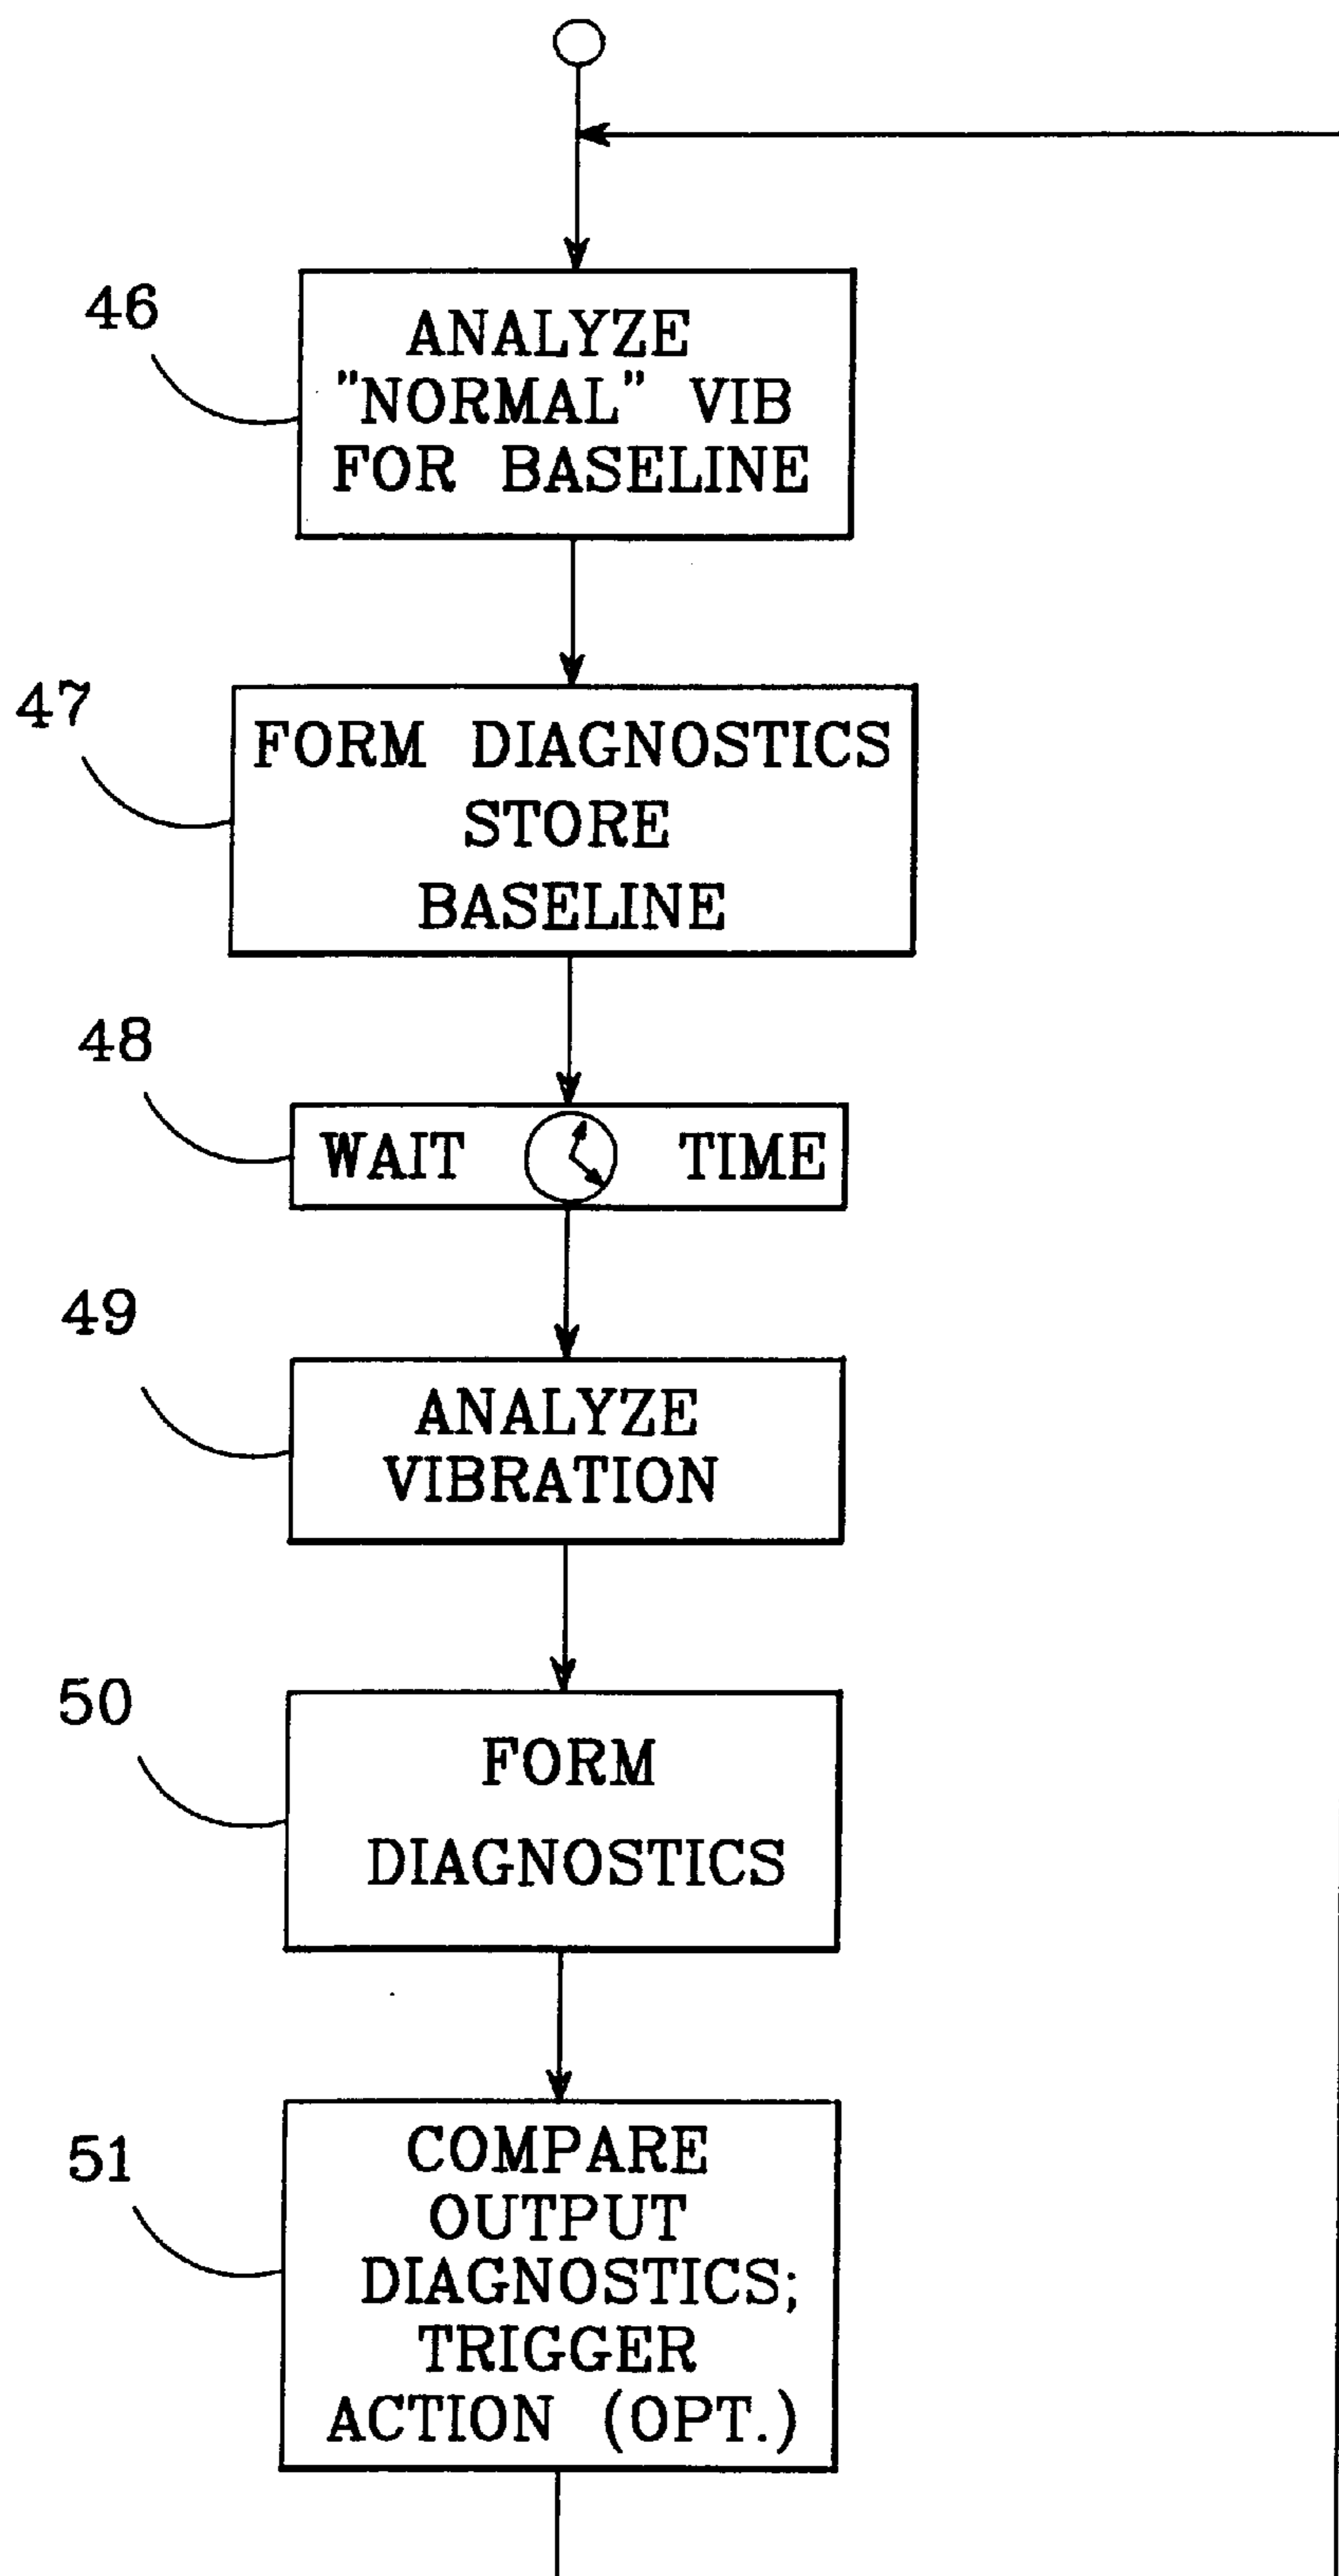 46
ANALYZE
"NORMAL" VIB
FOR BASELINE
47
FORM DIAGNOSTICS
STORE
BASELINE
48
WAIT TIME
49
ANALYZE
VIBRATION
50
FORM
DIAGNOSTICS
51
COMPARE
OUTPUT
DIAGNOSTICS;
TRIGGER
ACTION (OPT.)